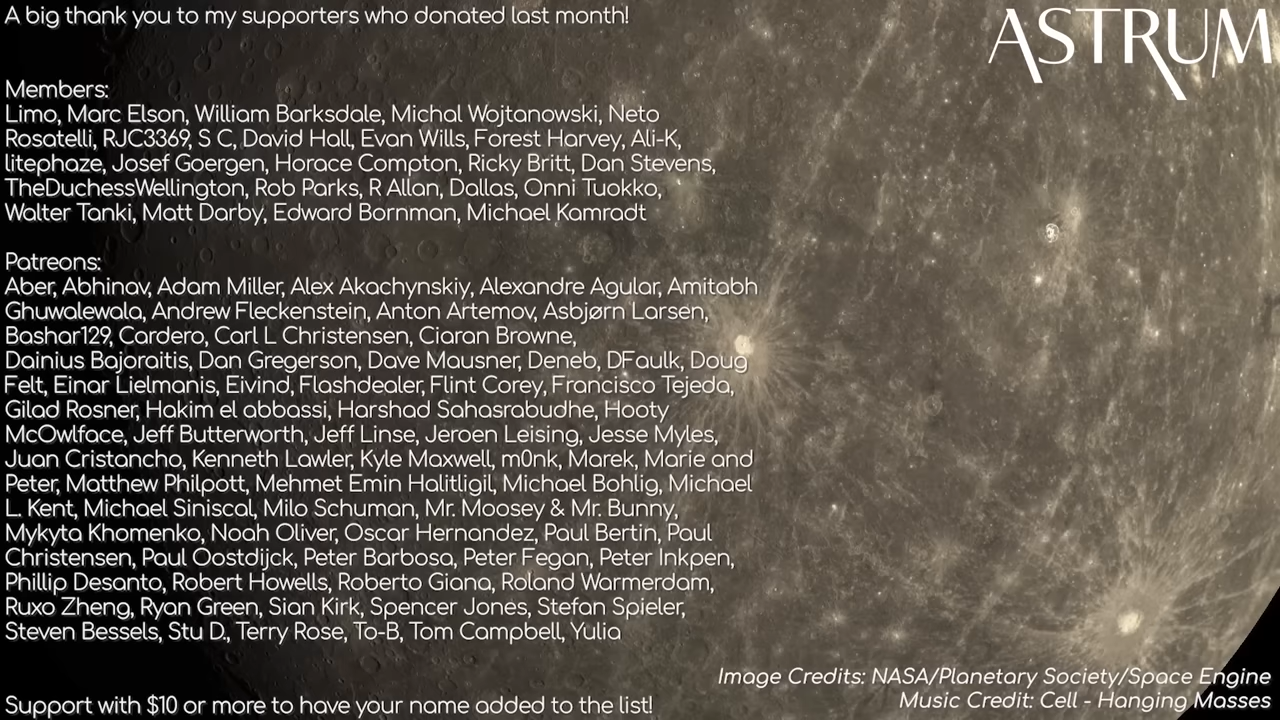 A big thank you to my supporters who donated last month!
ASTRUM
Members:
Limo, Marc Elson, William Barksdale, Michal Wojtanowski, Neto
Rosatelli, RJC3369, S C, David Hall, Evan Wills, Forest Harvey, Ali-K,
litephaze, Josef Goergen, Horace Compton, Ricky Britt, Dan Stevens,
TheDuchessWellington, Rob Parks, R Allan, Dallas, Onni Tuokko,
Walter Tanki, Matt Darby, Edward Bornman, Michael Kamradt
Patreons:
Aber, Abhinav, Adam Miller, Alex Akachynskiy, Alexandre Agular, Amitabh
Ghuwalewala, Andrew Fleckenstein, Anton Artemov, Asbjørn Larsen,
Bashar129, Cardero, Carl L Christensen, Ciaran Browne,
Dainius Bajoraitis, Dan Gregerson, Dave Mausner, Deneb, DFaulk, Doug
Felt, Einar Lielmanis, Eivind, Flashdealer, Flint Corey, Francisco Tejeda,
Gilad Rosner, Hakim el abbassi, Harshad Sahasrabudhe, Hooty
McOwlface, Jeff Butterworth, Jeff Linse, Jeroen Leising, Jesse Myles,
Juan Cristancho, Kenneth Lawler, Kyle Maxwell, m0nk, Marek, Marie and
Peter, Matthew Philpott, Mehmet Emin Halitligil, Michael Bohlig, Michael
L. Kent, Michael Siniscal, Milo Schuman, Mr. Moosey & Mr. Bunny,
Mykyta Khomenko, Noah Oliver, Oscar Hernandez, Paul Bertin, Paul
Christensen, Paul Oostdijck, Peter Barbosa, Peter Fegan, Peter Inkpen,
Phillip Desanto, Robert Howells, Roberto Giana, Roland Warmerdam,
Ruxo Zheng, Ryan Green, Sian Kirk, Spencer Jones, Stefan Spieler,
Steven Bessels, Stu D., Terry Rose, To-B, Tom Campbell, Yulia
Image Credits: NASA/Planetary Society/Space Engine
Music Credit: Cell - Hanging Masses
Support with $10 or more to have your name added to the list!